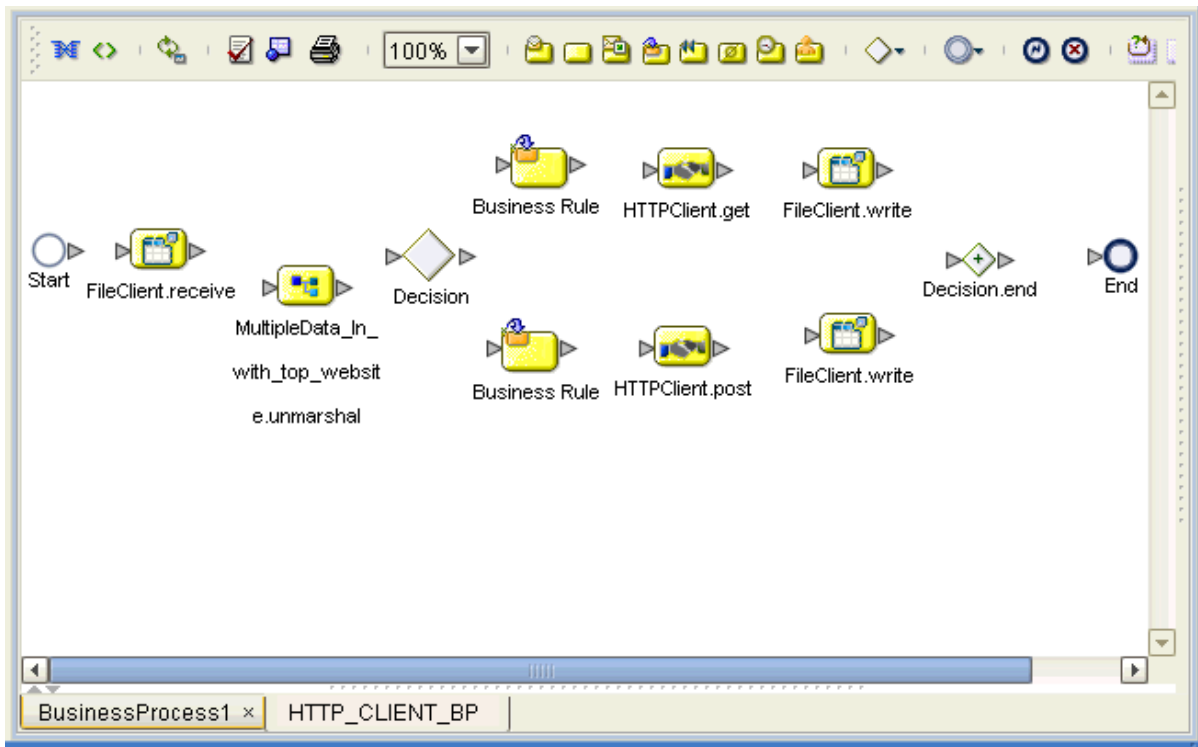 100%
Business Rule
HTTPClient.get
FileClient.write
Start
FileClient.receive
MultipleData_In_
with_top_websit
e.unmarshal
Decision
Decision.end
End
Business Rule
HTTPClient.post
FileClient.write
BusinessProcess1 ×
HTTP_CLIENT_BP